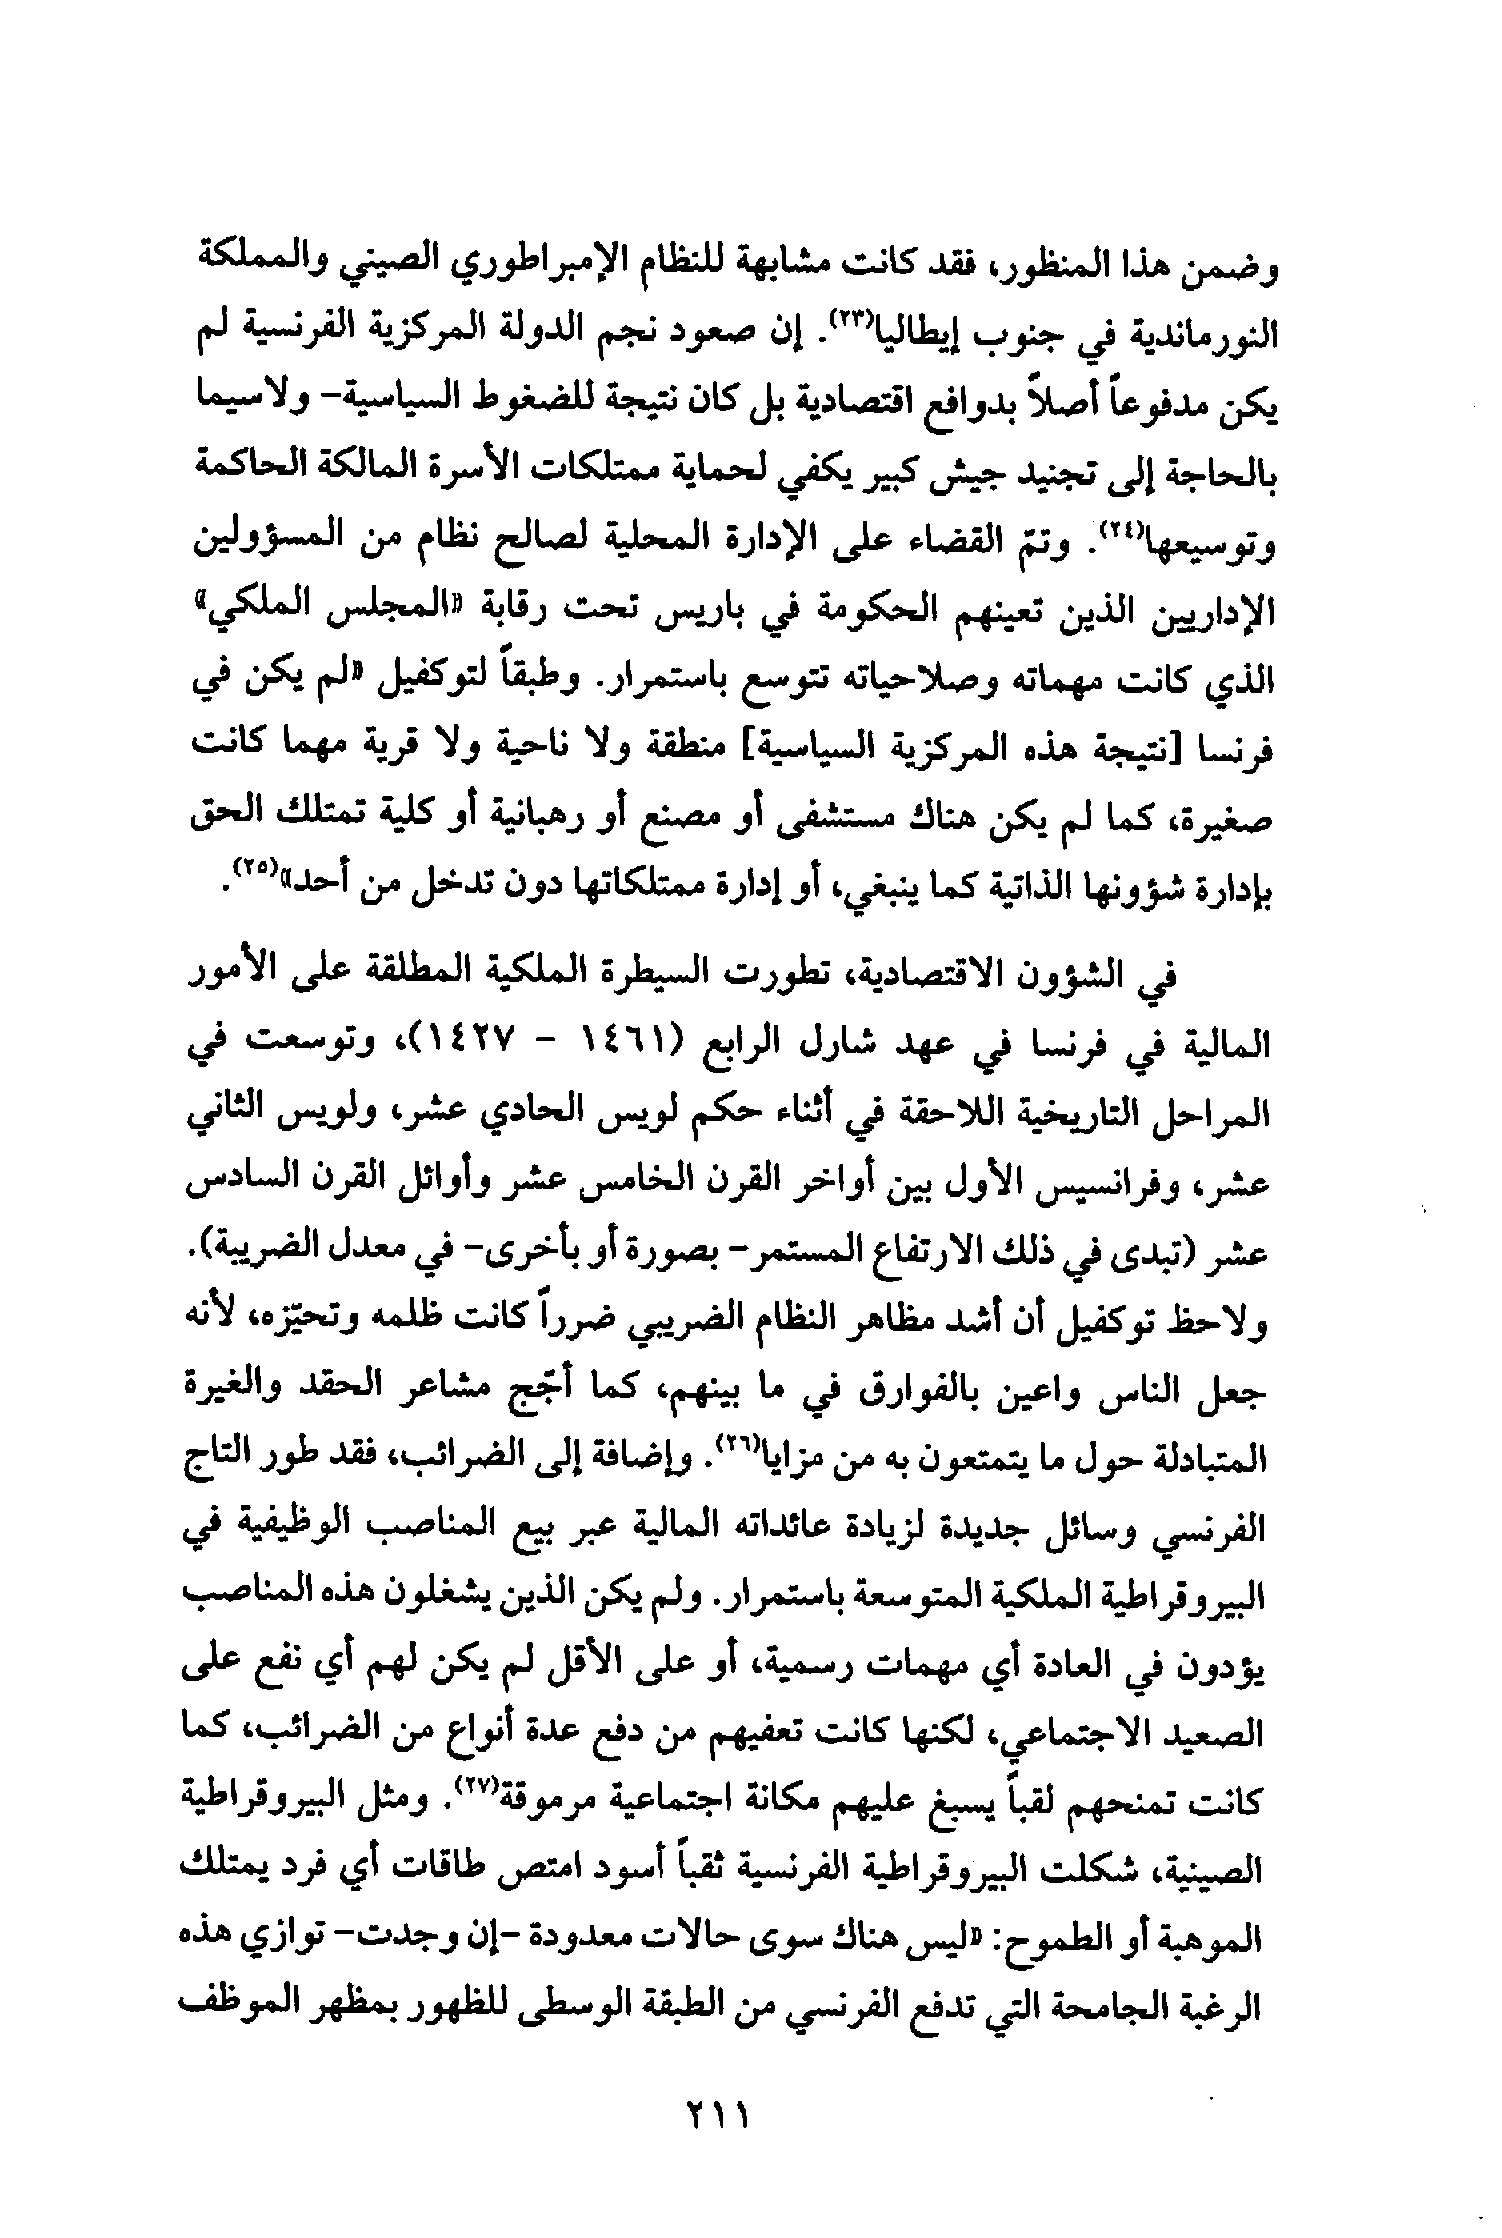 وضمن هذا المنظور، فقد كانت مشابهة للنظام الإمبراطوري الصيني والمملكة
النورماندية في جنوب إيطاليا(٢٣). إن صعود نجم الدولة المركزية الفرنسية لم
يكن مدفوعاً أصلاً بدوافع اقتصادية بل كان نتيجة للضغوط السياسية- ولاسيما
بالحاجة إلى تجنيد جيش كبير يكفي لحماية ممتلكات الأسرة المالكة الحاكمة
وتوسيعها(٢٤). وتمّ القضاء على الإدارة المحلية لصالح نظام من المسؤولين
الإداريين الذين تعينهم الحكومة في باريس تحت رقابة «المجلس الملكي»
الذي كانت مهماته وصلاحياته تتوسع باستمرار. وطبقاً لتوكفيل «لم يكن في
فرنسا [نتيجة هذه المركزية السياسية] منطقة ولا ناحية ولا قرية مهما كانت
صغيرة، كما لم يكن هناك مستشفى أو مصنع أو رهبانية أو كلية تمتلك الحق
بإدارة شؤونها الذاتية كما ينبغي، أو إدارة ممتلكاتها دون تدخل من أحد»(٢٥).
في الشؤون الاقتصادية، تطورت السيطرة الملكية المطلقة على الأمور
المالية في فرنسا في عهد شارل الرابع (١٤٦١ - ١٤٢٧)، وتوسعت في
المراحل التاريخية اللاحقة في أثناء حكم لويس الحادي عشر، ولويس الثاني
عشر، وفرانسيس الأول بين أواخر القرن الخامس عشر وأوائل القرن السادس
عشر (تبدى في ذلك الارتفاع المستمر- بصورة أو بأخرى- في معدل الضريبة).
ولاحظ توكفيل أن أشد مظاهر النظام الضريبي ضرراً كانت ظلمه وتحيّزه، لأنه
جعل الناس واعين بالفوارق في ما بينهم، كما أجّج مشاعر الحقد والغيرة
المتبادلة حول ما يتمتعون به من مزايا(٢٦). وإضافة إلى الضرائب، فقد طور التاج
الفرنسي وسائل جديدة لزيادة عائداته المالية عبر بيع المناصب الوظيفية في
البيروقراطية الملكية المتوسعة باستمرار. ولم يكن الذين يشغلون هذه المناصب
يؤدون في العادة أي مهمات رسمية، أو على الأقل لم يكن لهم أي نفع على
الصعيد الاجتماعي، لكنها كانت تعفيهم من دفع عدة أنواع من الضرائب، كما
كانت تمنحهم لقباً يسبغ عليهم مكانة اجتماعية مرموقة(٢٧). ومثل البيروقراطية
الصينية، شكلت البيروقراطية الفرنسية ثقباً أسود امتص طاقات أي فرد يمتلك
الموهبة أو الطموح: «ليس هناك سوى حالات معدودة -إن وجدت- توازي هذه
الرغبة الجامحة التي تدفع الفرنسي من الطبقة الوسطى للظهور بمظهر الموظف
٢١١